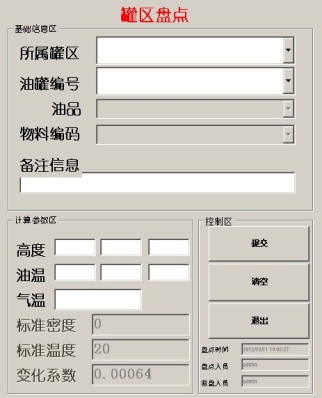 罐区盘点
基础信息区
所属罐区
油罐编号
油品
物料编码
备注信息
计算参数区
高度
油温
气温
标准密度 0
标准温度 20
变化系数 0.00064
控制区
提交
清空
退出
盘点时间
盘点人员 admin
监盘人员 admin